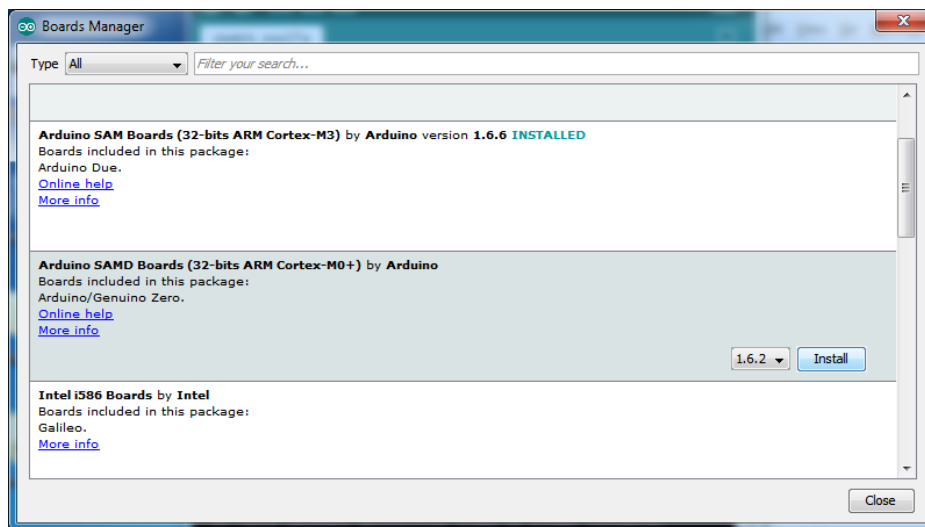 Boards Manager
Type All Filter your search...
Arduino SAM Boards (32-bits ARM Cortex-M3) by Arduino version 1.6.6 INSTALLED
Boards included in this package:
Arduino Due.
Online help
More info
Arduino SAMD Boards (32-bits ARM Cortex-M0+) by Arduino
Boards included in this package:
Arduino/Genuino Zero.
Online help
More info
1.6.2 Install
Intel i586 Boards by Intel
Boards included in this package:
Galileo.
More info
Close